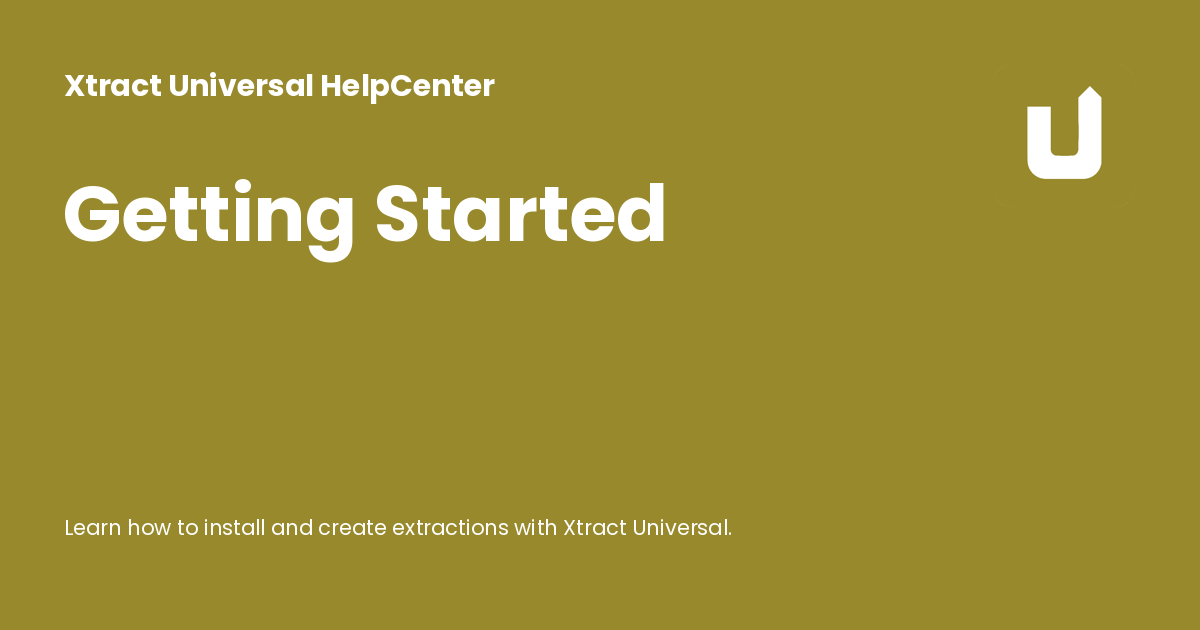 Xtract Universal HelpCenter
Getting Started
Learn how to install and create extractions with Xtract Universal.